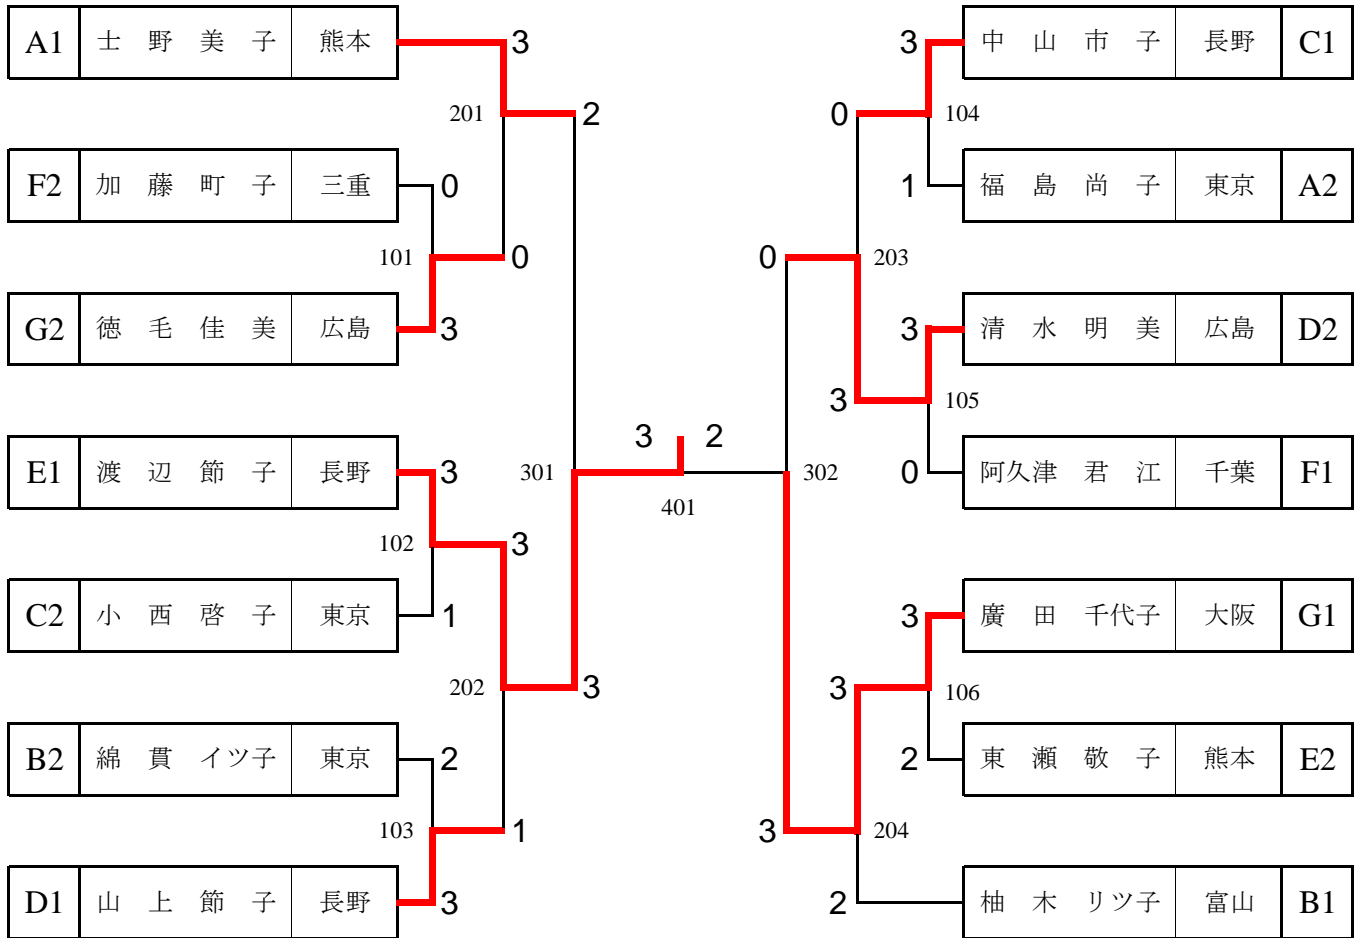 A1 士 野 美 子 熊本 3 3 中 山 市 子 長野 C1
201 2 0 104
F2 加 藤 町 子 三重 0 1 福 島 尚 子 東京 A2
101 0 0 203
G2 徳 毛 佳 美 広島 3 3 清 水 明 美 広島 D2
3 105
3 2
E1 渡 辺 節 子 長野 3 301 302 0 阿久津 君 江 千葉 F1
401
102 3
C2 小 西 啓 子 東京 1 3 廣 田 千代子 大阪 G1
202 3 3 106
B2 綿 貫 イツ子 東京 2 2 東 瀬 敬 子 熊本 E2
103 1 3 204
D1 山 上 節 子 長野 3 2 柚 木 リツ子 富山 B1